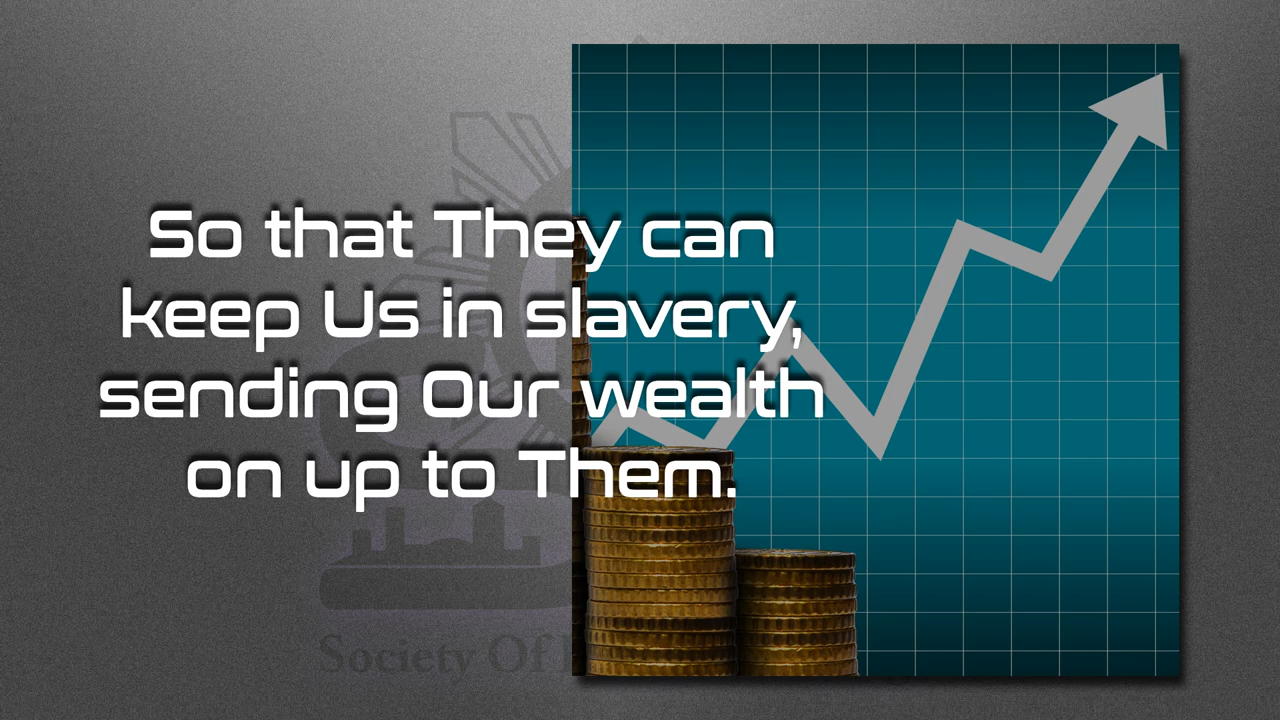 So that They can
keep Us in slavery,
sending Our wealth
on up to Them.
Society Of